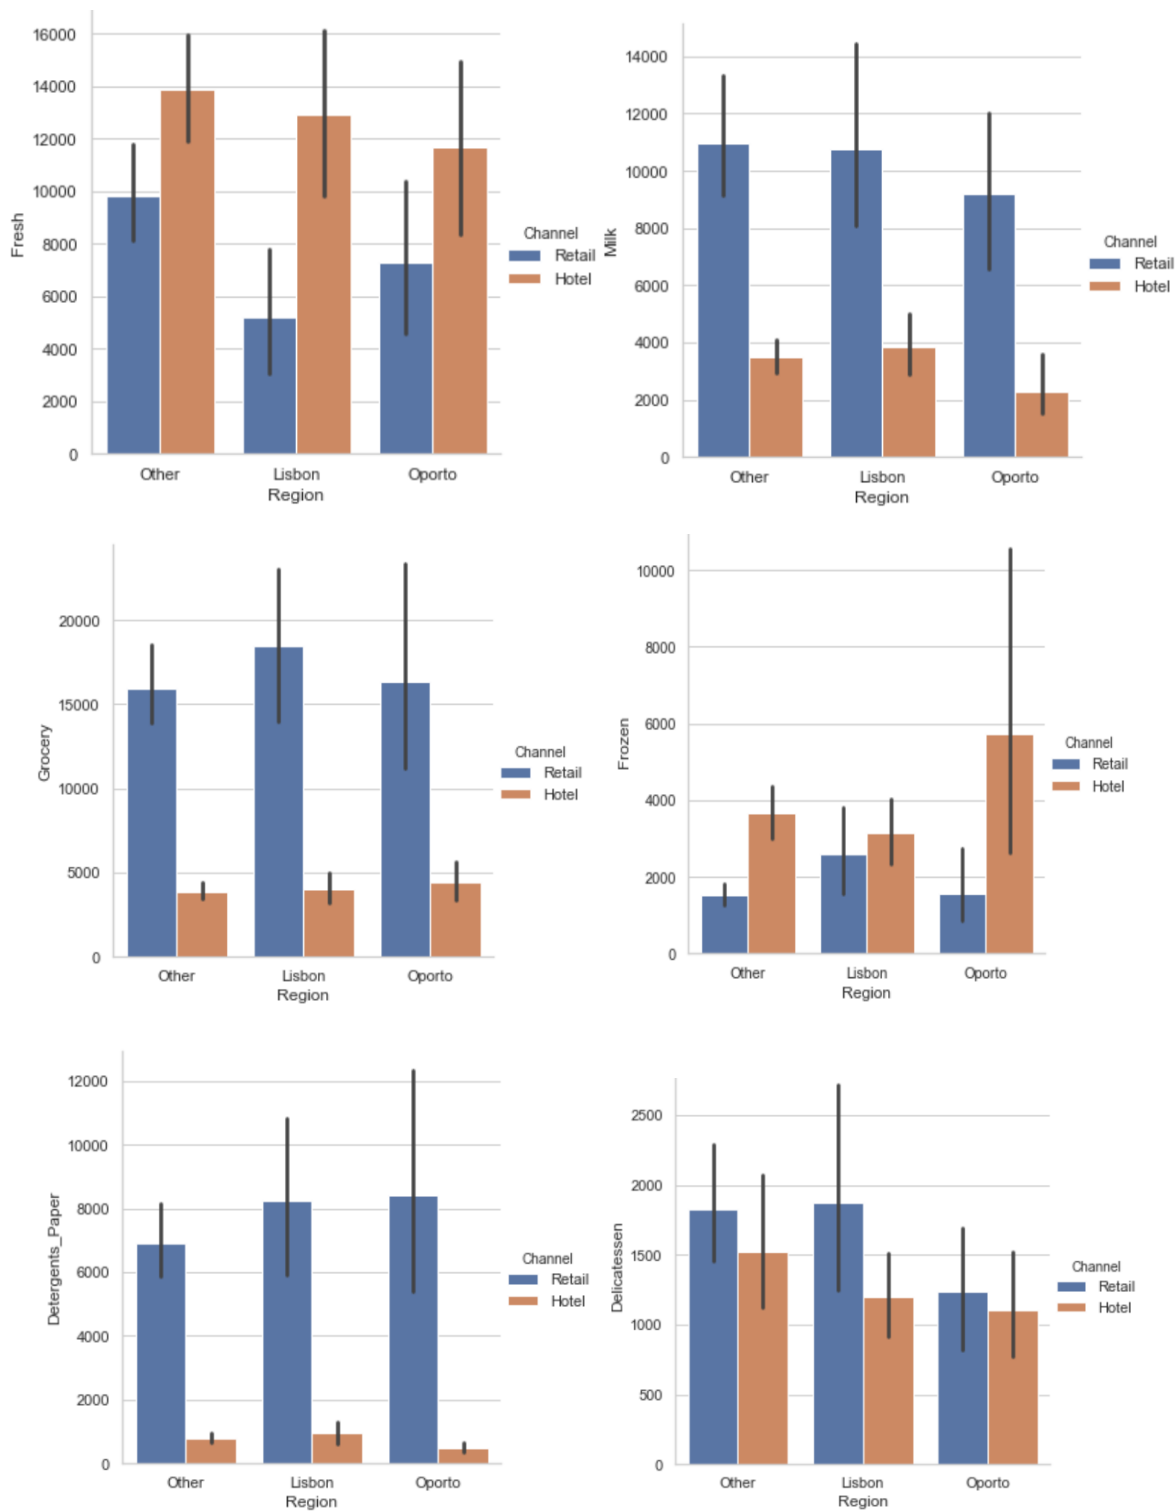 16000
14000
12000
10000
8000
6000
4000
2000
0
Fresh
Other Lisbon Oporto
Region
Channel
Retail
Hotel
14000
12000
10000
8000
6000
4000
2000
0
Milk
Other Lisbon Oporto
Region
Channel
Retail
Hotel
20000
15000
10000
5000
0
Grocery
Other Lisbon Oporto
Region
Channel
Retail
Hotel
10000
8000
6000
4000
2000
0
Frozen
Other Lisbon Oporto
Region
Channel
Retail
Hotel
12000
10000
8000
6000
4000
2000
0
Detergents_Paper
Other Lisbon Oporto
Region
Channel
Retail
Hotel
2500
2000
1500
1000
500
0
Delicatessen
Other Lisbon Oporto
Region
Channel
Retail
Hotel